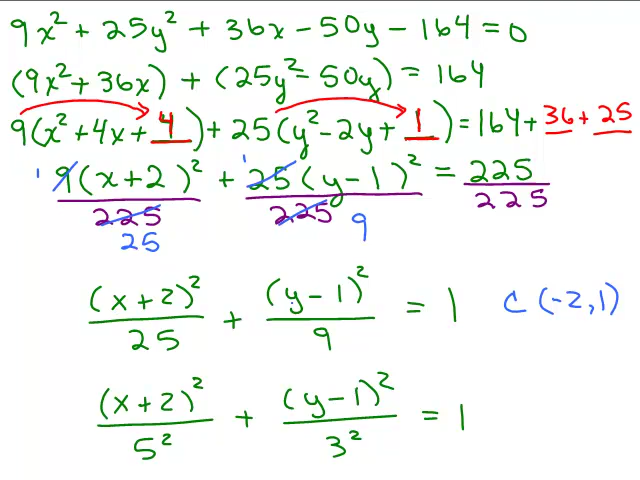 9x² + 25y² + 36x - 50y - 164 = 0
(9x² + 36x) + (25y² - 50y) = 164
9(x² + 4x + 4) + 25(y² - 2y + 1) = 164 + 36 + 25
1 9(x + 2)² / 225 25 + 1 25(y - 1)² / 225 9 = 225 / 225
(x + 2)² / 25 + (y - 1)² / 9 = 1 C (-2, 1)
(x + 2)² / 5² + (y - 1)² / 3² = 1